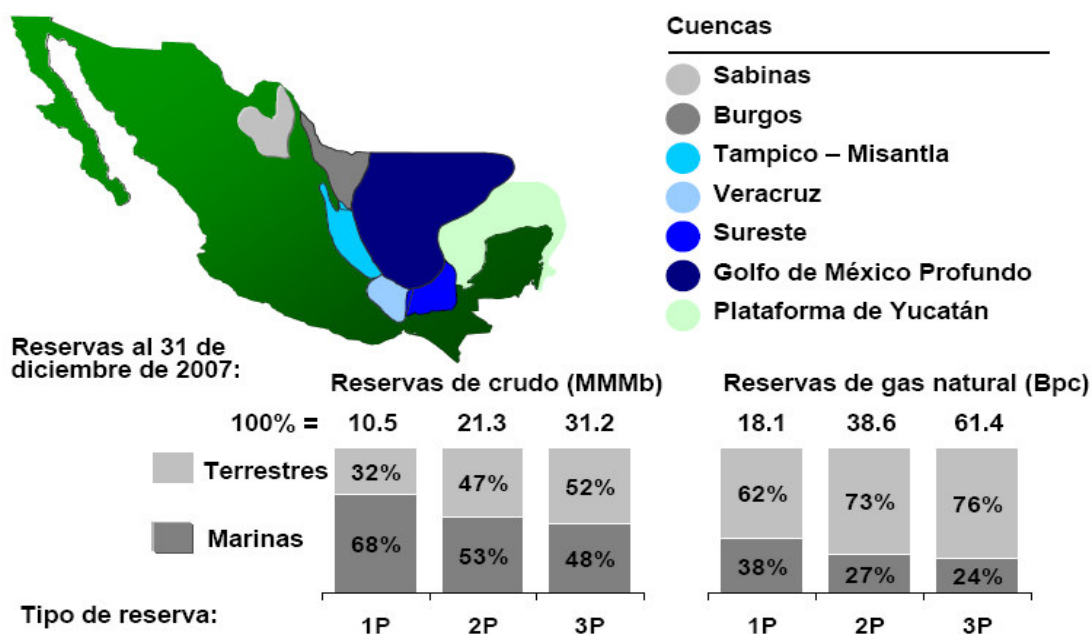 Cuencas
Sabinas
Burgos
Tampico – Misantla
Veracruz
Sureste
Golfo de México Profundo
Plataforma de Yucatán
Reservas al 31 de
diciembre de 2007:
Reservas de crudo (MMMb)
Reservas de gas natural (Bpc)
100% = 10.5 21.3 31.2 18.1 38.6 61.4
Terrestres 32% 47% 52% 62% 73% 76%
Marinas 68% 53% 48% 38% 27% 24%
Tipo de reserva: 1P 2P 3P 1P 2P 3P